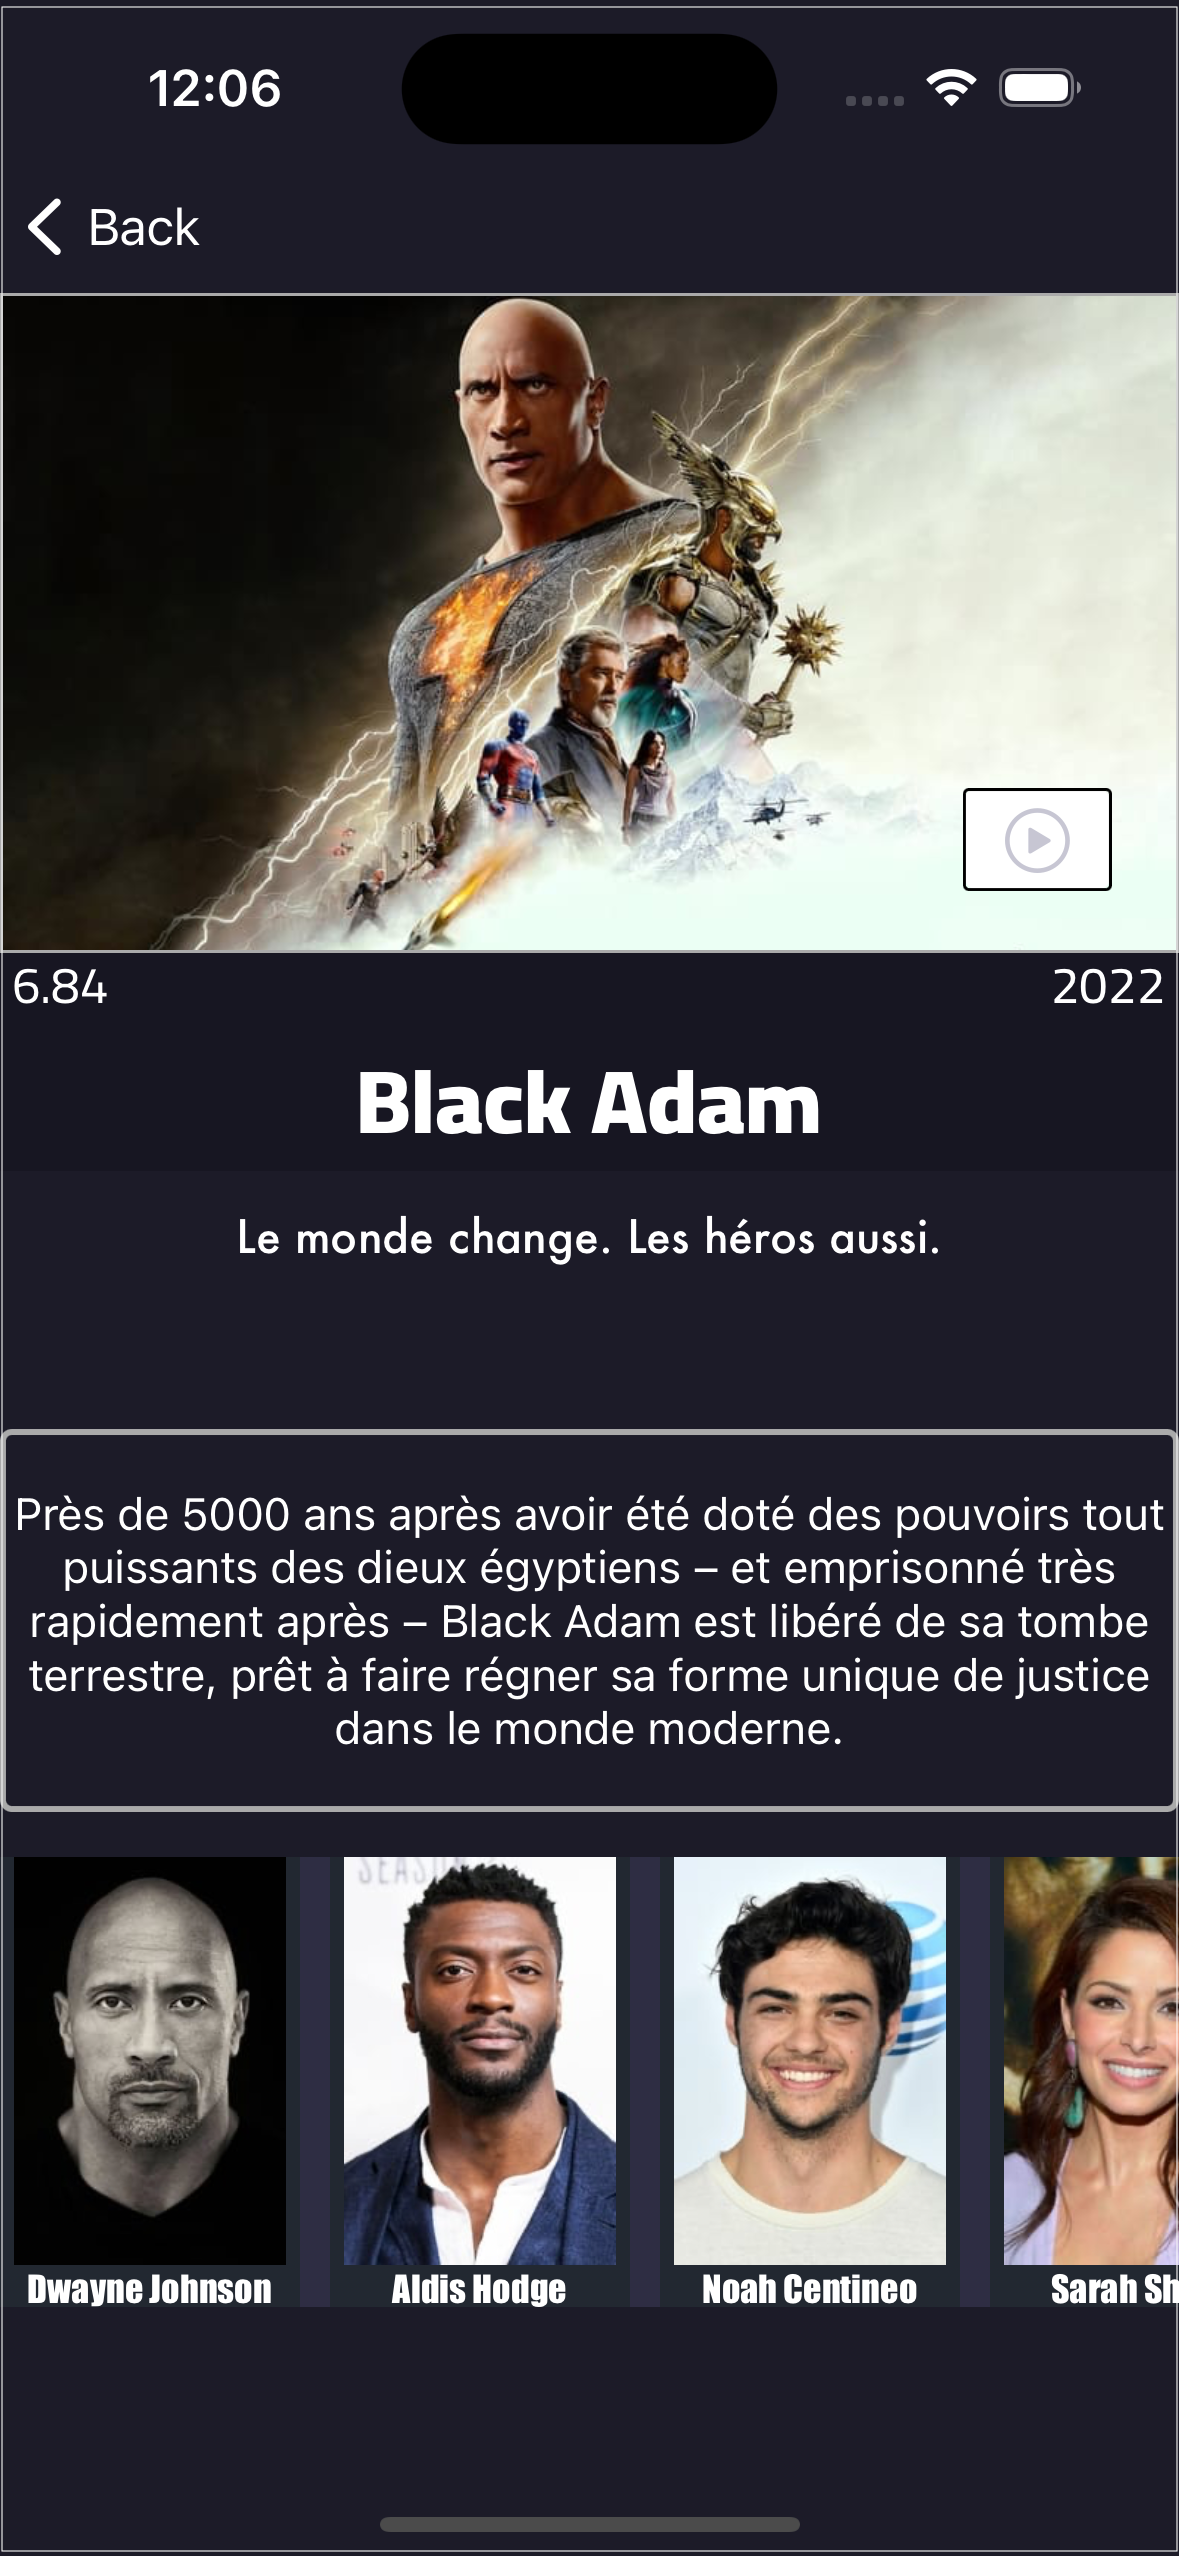 12:06
Back
6.84
2022
Black Adam
Le monde change. Les héros aussi.
Près de 5000 ans après avoir été doté des pouvoirs tout
puissants des dieux égyptiens – et emprisonné très
rapidement après – Black Adam est libéré de sa tombe
terrestre, prêt à faire régner sa forme unique de justice
dans le monde moderne.
Dwayne Johnson
Aldis Hodge
Noah Centineo
Sarah Sh